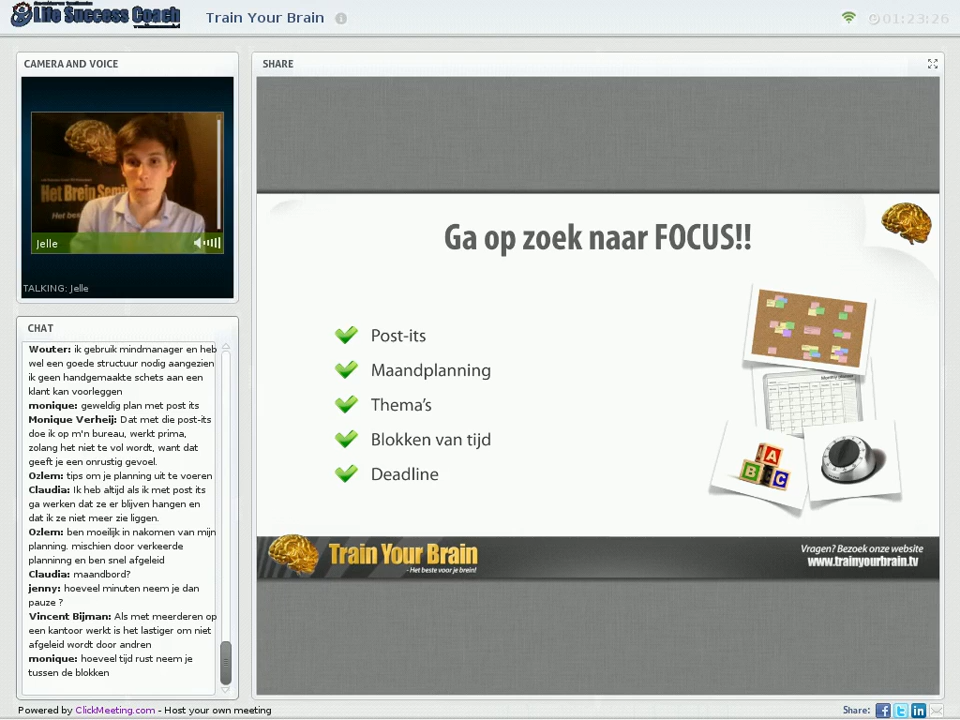 Life Success Coach
Train Your Brain
01:23:26
CAMERA AND VOICE
Het Brein Semi
Het bes
Jelle
TALKING: Jelle
CHAT
Wouter: ik gebruik mindmanager en heb
wel een goede structuur nodig aangezien
ik geen handgemaakte schets aan een
klant kan voorleggen
monique: geweldig plan met post its
Monique Verheij: Dat met die post-its
doe ik op m'n bureau, werkt prima,
zolang het niet te vol wordt, want dat
geeft je een onrustig gevoel.
Ozlem: tips om je planning uit te voeren
Claudia: Ik heb altijd als ik met post its
ga werken dat ze er blijven hangen en
dat ik ze niet meer zie liggen.
Ozlem: ben moeilijk in nakomen van mijn
planning. mischien door verkeerde
planninng en ben snel afgeleid
Claudia: maandbord?
jenny: hoeveel minuten neem je dan
pauze ?
Vincent Bijman: Als met meerderen op
een kantoor werkt is het lastiger om niet
afgeleid wordt door andren
monique: hoeveel tijd rust neem je
tussen de blokken
SHARE
Ga op zoek naar FOCUS!!
Post-its
Maandplanning
Thema's
Blokken van tijd
Deadline
A
B
C
Train Your Brain
- Het beste voor je brein!
Vragen? Bezoek onze website
www.trainyourbrain.tv
Powered by ClickMeeting.com - Host your own meeting
Share: